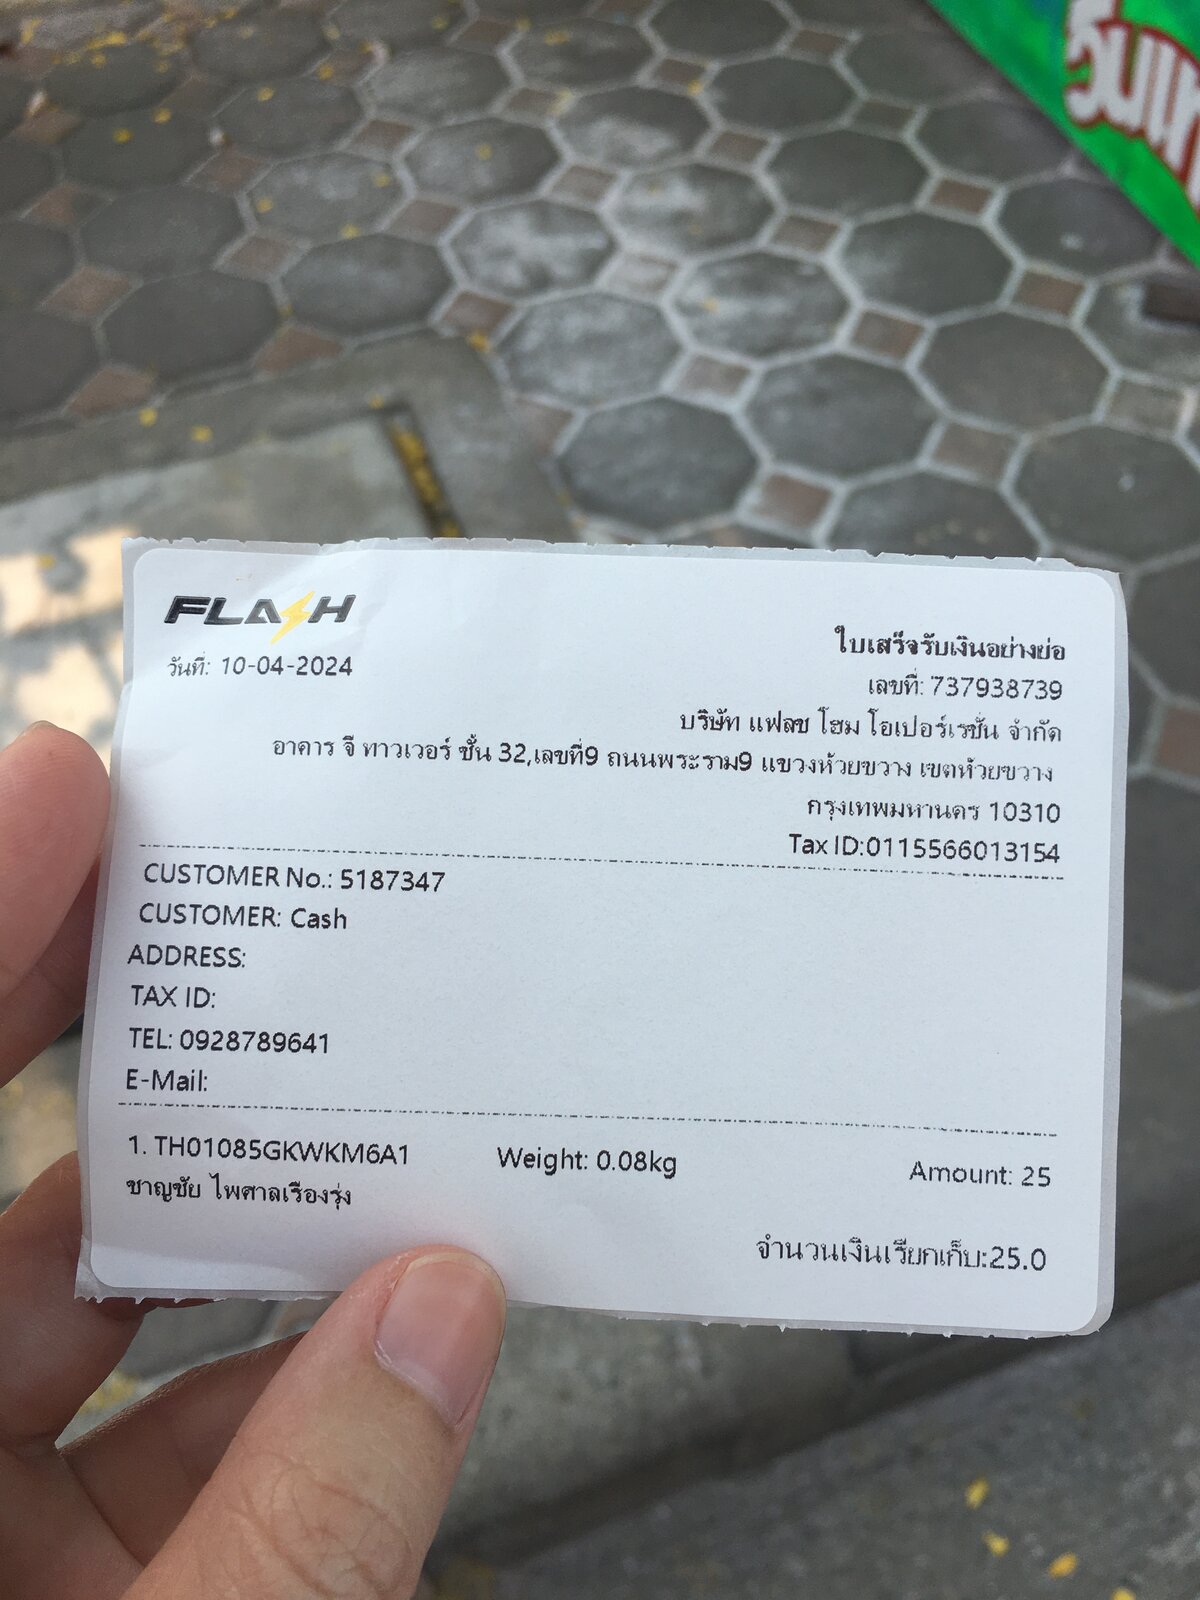 FLASH
วันที่: 10-04-2024
ใบเสร็จรับเงินอย่างย่อ
เลขที่: 737938739
บริษัท แฟลช โฮม โอเปอร์เรชั่น จำกัด
อาคาร จี ทาวเวอร์ ชั้น 32,เลขที่9 ถนนพระราม9 แขวงห้วยขวาง เขตห้วยขวาง
กรุงเทพมหานคร 10310
Tax ID:0115566013154
CUSTOMER No.: 5187347
CUSTOMER: Cash
ADDRESS:
TAX ID:
TEL: 0928789641
E-Mail:
1. TH01085GKWKM6A1 Weight: 0.08kg Amount: 25
ชาญชัย ไพศาลเรืองรุ่ง
จำนวนเงินเรียกเก็บ:25.0